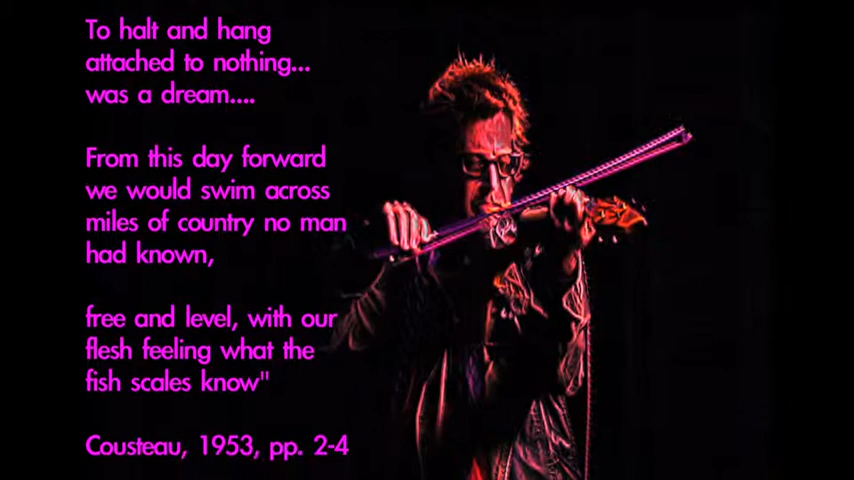 To halt and hang
attached to nothing...
was a dream....
From this day forward
we would swim across
miles of country no man
had known,
free and level, with our
flesh feeling what the
fish scales know"
Cousteau, 1953, pp. 2-4